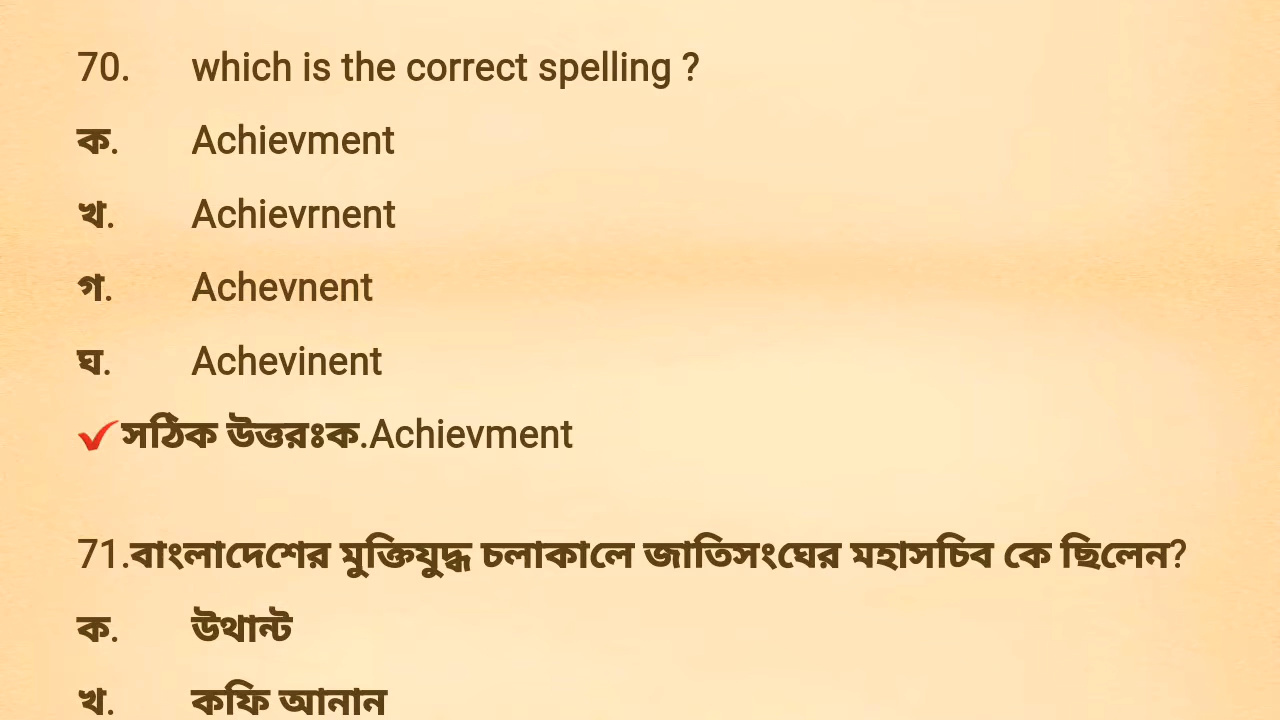 70. which is the correct spelling ?
ক. Achievment
খ. Achievrnent
গ. Achevnent
ঘ. Achevinent
✔সঠিক উত্তরঃক.Achievment
71.বাংলাদেশের মুক্তিযুদ্ধ চলাকালে জাতিসংঘের মহাসচিব কে ছিলেন?
ক. উথান্ট
খ. কফি আনান